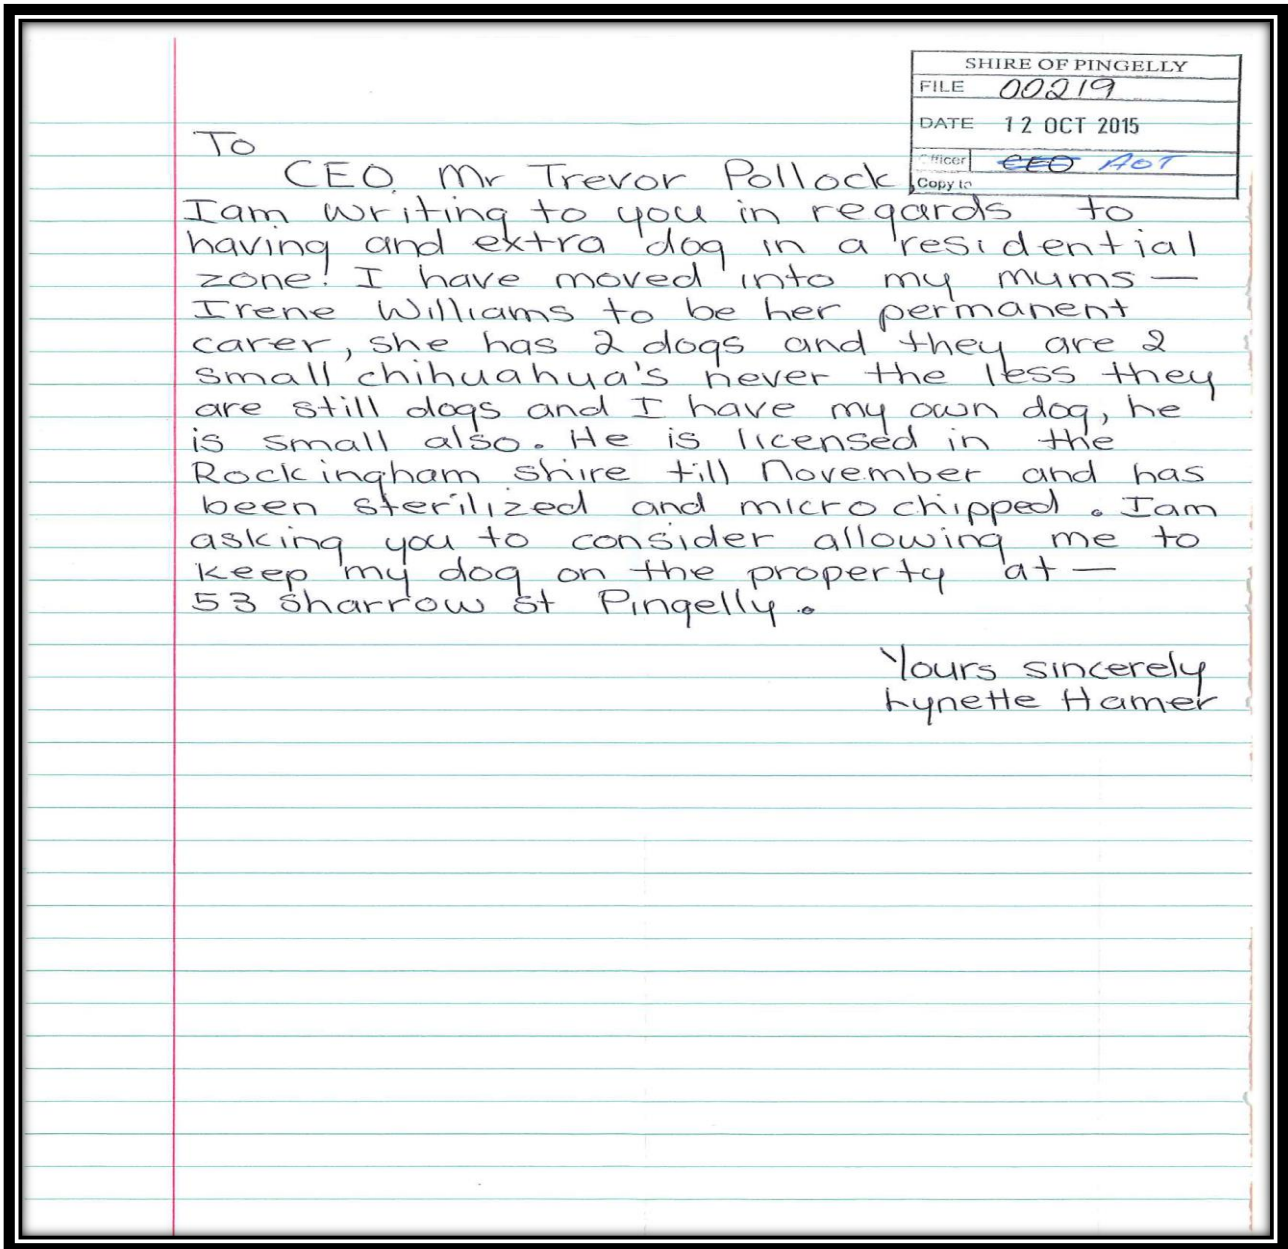 SHIRE OF PINGELLY
FILE 00219
DATE 12 OCT 2015
Officer CEO AOT
Copy to
To
CEO. Mr Trevor Pollock,
Iam writing to you in regards to
having and extra dog in a residential
zone! I have moved into my mums —
Irene Williams to be her permanent
carer, she has 2 dogs and they are 2
small chihuahua's never the less they
are still dogs and I have my own dog, he
is small also. He is licensed in the
Rockingham shire till November and has
been sterilized and micro chipped. Iam
asking you to consider allowing me to
keep my dog on the property at —
53 Sharrow St Pingelly.
Yours sincerely
Lynette Hamer